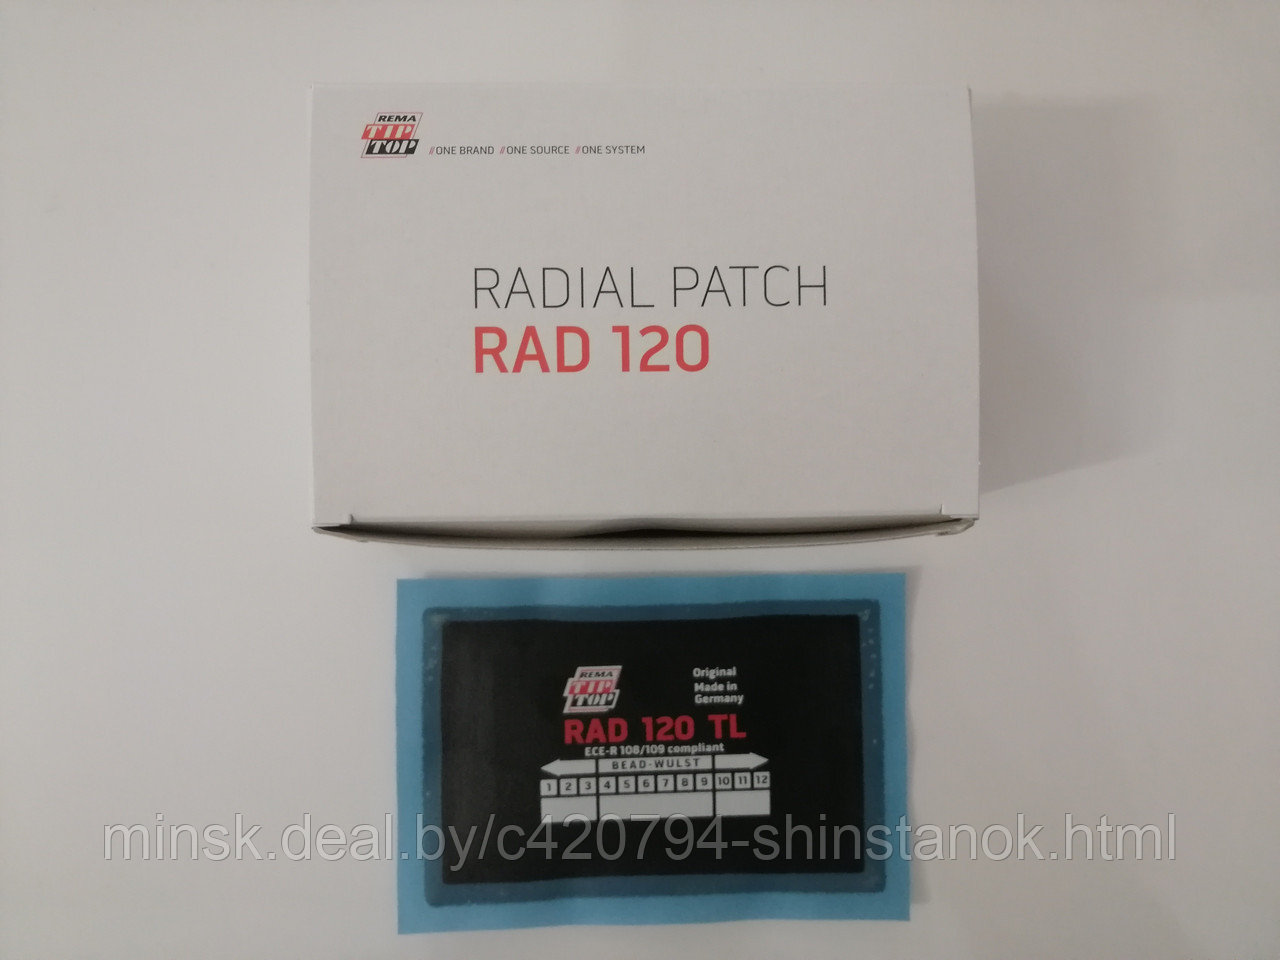 REMA
TIP
TOP
//ONE BRAND //ONE SOURCE //ONE SYSTEM
RADIAL PATCH
RAD 120
REMA
TIP
TOP
Original
Made in
Germany
RAD 120 TL
ECE-R 108/109 compliant
BEAD-WULST
1 2 3 4 5 6 7 8 9 10 11 12
minsk.deal.by/c420794-shinstanok.html